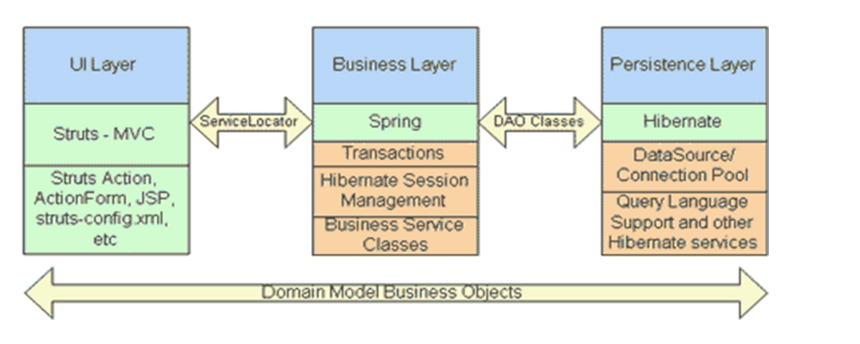 UI Layer
Struts - MVC
Struts Action,
ActionForm, JSP,
struts-config.xml,
etc
ServiceLocator
Business Layer
Spring
Transactions
Hibernate Session
Management
Business Service
Classes
DAO Classes
Persistence Layer
Hibernate
DataSource/
Connection Pool
Query Language
Support and other
Hibernate services
Domain Model Business Objects